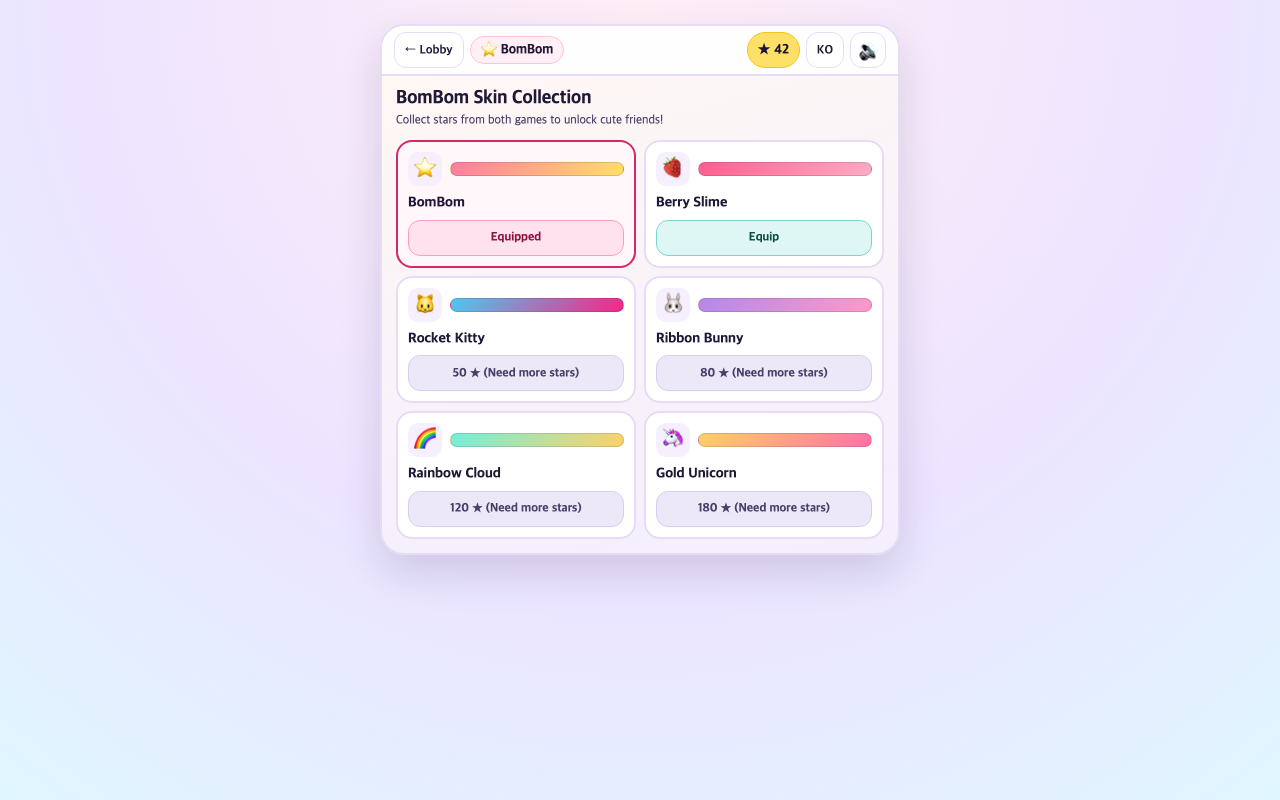 ← Lobby
BomBom
★ 42
KO
BomBom Skin Collection
Collect stars from both games to unlock cute friends!
BomBom
Equipped
Berry Slime
Equip
Rocket Kitty
50 ★ (Need more stars)
Ribbon Bunny
80 ★ (Need more stars)
Rainbow Cloud
120 ★ (Need more stars)
Gold Unicorn
180 ★ (Need more stars)